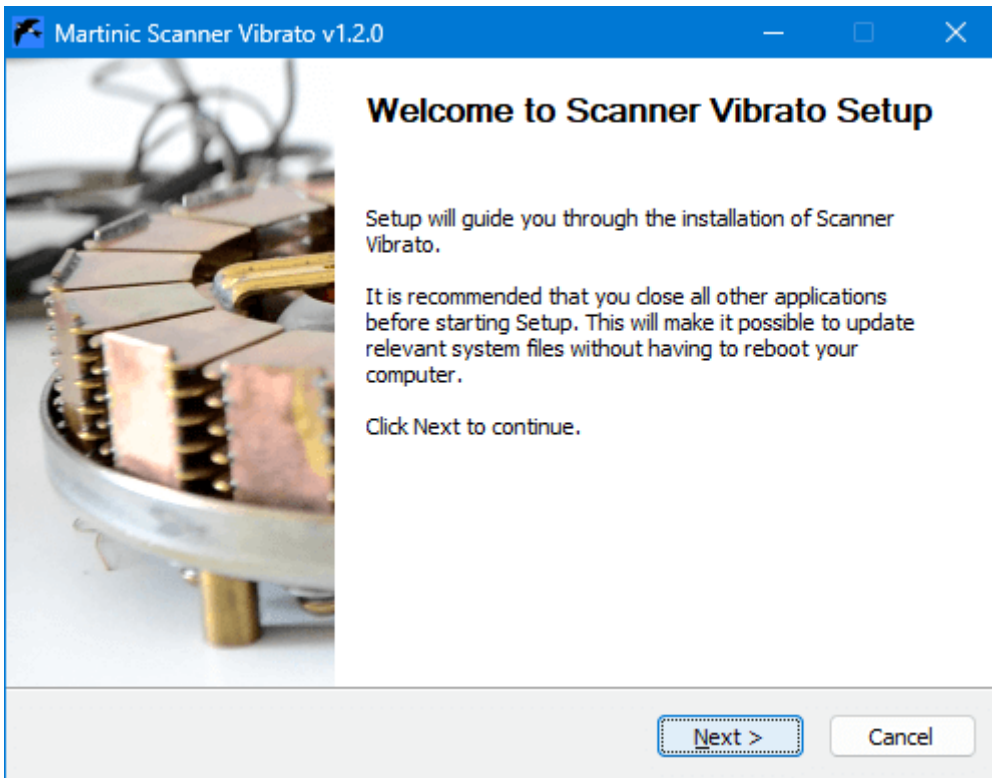 Martinic Scanner Vibrato v1.2.0
Welcome to Scanner Vibrato Setup
Setup will guide you through the installation of Scanner
Vibrato.
It is recommended that you close all other applications
before starting Setup. This will make it possible to update
relevant system files without having to reboot your
computer.
Click Next to continue.
Next >
Cancel